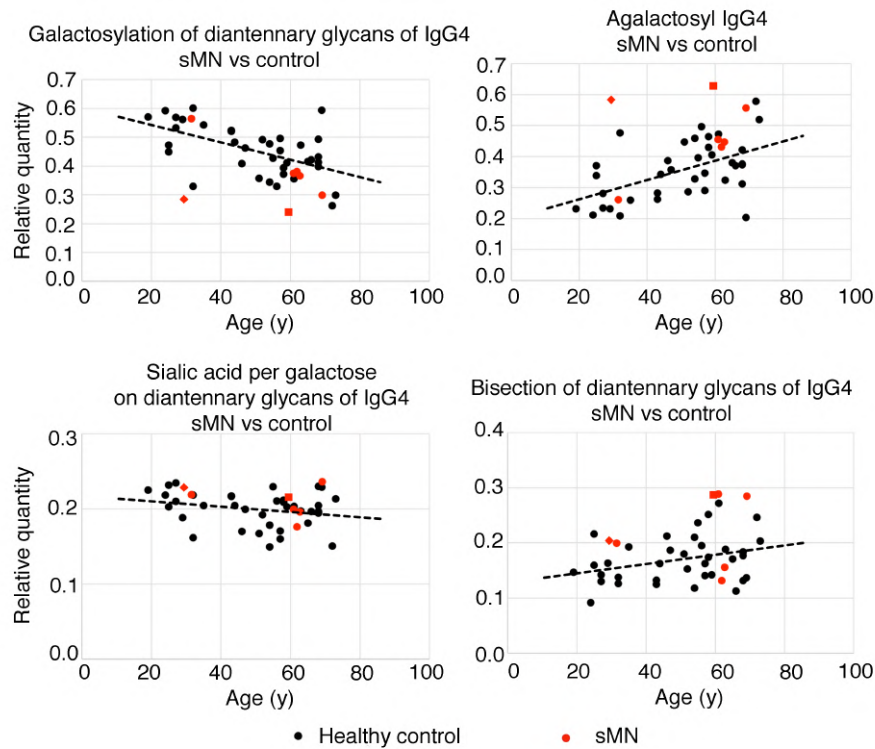 Galactosylation of diantennary glycans of IgG4
sMN vs control
0.7
0.6
0.5
0.4
0.3
0.2
0.1
0.0
Relative quantity
0
20
40
60
80
100
Age (y)
Agalactosyl IgG4
sMN vs control
0.7
0.6
0.5
0.4
0.3
0.2
0.1
0.0
0
20
40
60
80
100
Age (y)
Sialic acid per galactose
on diantennary glycans of IgG4
sMN vs control
0.3
0.2
0.1
0.0
Relative quantity
0
20
40
60
80
100
Age (y)
Bisection of diantennary glycans of IgG4
sMN vs control
0.4
0.3
0.2
0.1
0.0
0
20
40
60
80
100
Age (y)
Healthy control
sMN